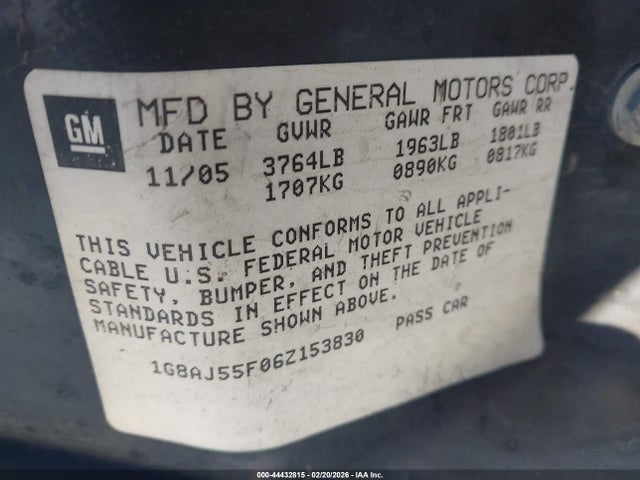 GM MFD BY GENERAL MOTORS CORP.
DATE GVWR GAWR FRT GAWR RR
11/05 3764LB 1963LB 1801LB
1707KG 0890KG 0817KG
THIS VEHICLE CONFORMS TO ALL APPLI-
CABLE U.S. FEDERAL MOTOR VEHICLE
SAFETY, BUMPER, AND THEFT PREVENTION
STANDARDS IN EFFECT ON THE DATE OF
MANUFACTURE SHOWN ABOVE.
1G8AJ55F06Z153830 PASS CAR
000-44432815 - 02/20/2026 - IAAI, Inc.